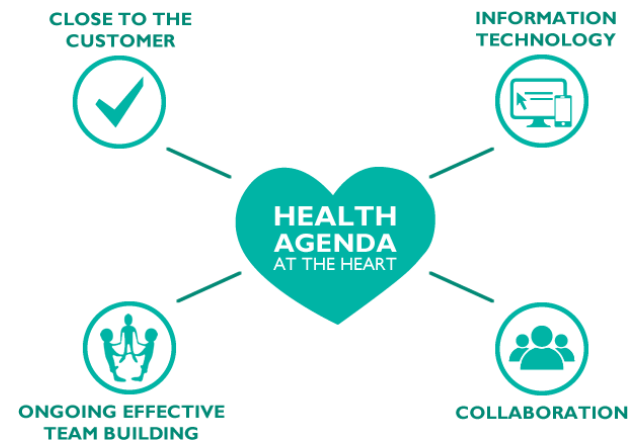 CLOSE TO THE
CUSTOMER
INFORMATION
TECHNOLOGY
HEALTH
AGENDA
AT THE HEART
ONGOING EFFECTIVE
TEAM BUILDING
COLLABORATION